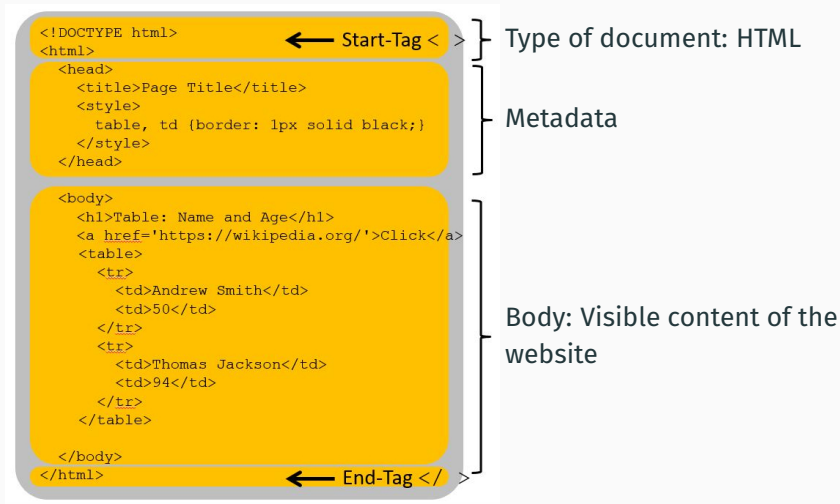 <!DOCTYPE html>
<html>
Start-Tag < >
Type of document: HTML
<head>
<title>Page Title</title>
<style>
table, td {border: 1px solid black;}
</style>
</head>
Metadata
<body>
<h1>Table: Name and Age</h1>
<a href='https://wikipedia.org/'>Click</a>
<table>
<tr>
<td>Andrew Smith</td>
<td>50</td>
</tr>
<tr>
<td>Thomas Jackson</td>
<td>94</td>
</tr>
</table>
</body>
Body: Visible content of the
website
</html>
End-Tag </ >